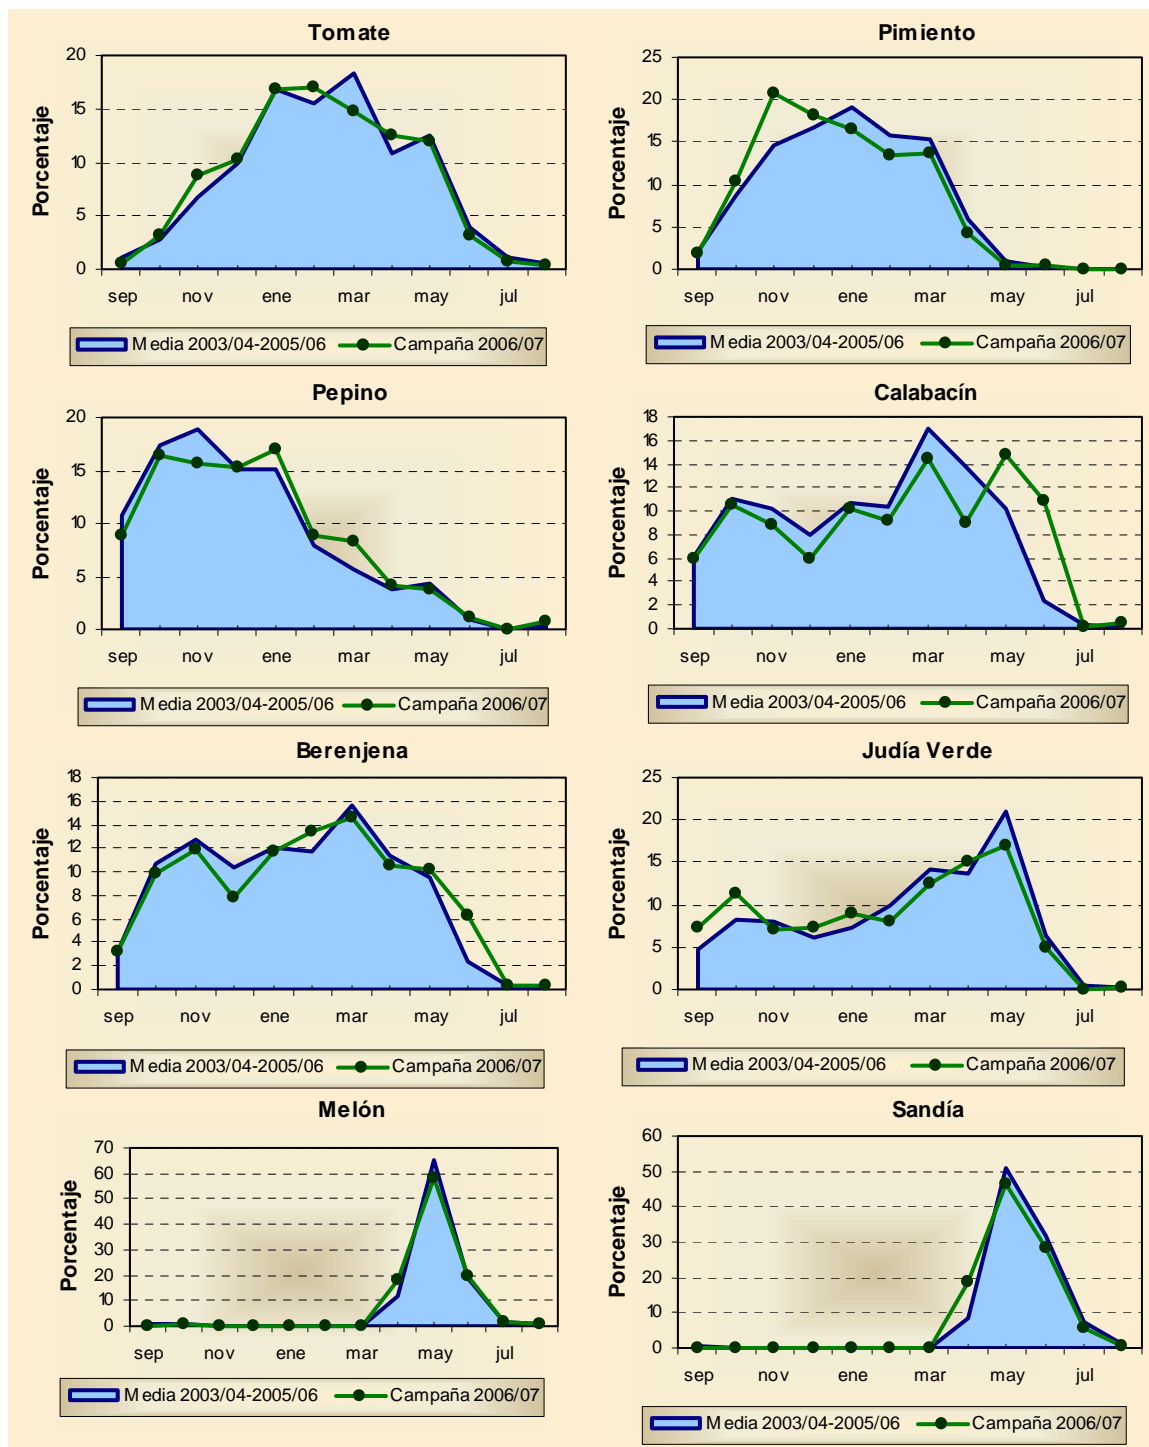 Tomate
Porcentaje
20
15
10
5
0
sep nov ene mar may jul
Media 2003/04-2005/06 Campaña 2006/07
Pimiento
Porcentaje
25
20
15
10
5
0
sep nov ene mar may jul
Media 2003/04-2005/06 Campaña 2006/07
Pepino
Porcentaje
20
15
10
5
0
sep nov ene mar may jul
Media 2003/04-2005/06 Campaña 2006/07
Calabacín
Porcentaje
18
16
14
12
10
8
6
4
2
0
sep nov ene mar may jul
Media 2003/04-2005/06 Campaña 2006/07
Berenjena
Porcentaje
18
16
14
12
10
8
6
4
2
0
sep nov ene mar may jul
Media 2003/04-2005/06 Campaña 2006/07
Judía Verde
Porcentaje
25
20
15
10
5
0
sep nov ene mar may jul
Media 2003/04-2005/06 Campaña 2006/07
Melón
Porcentaje
70
60
50
40
30
20
10
0
sep nov ene mar may jul
Media 2003/04-2005/06 Campaña 2006/07
Sandía
Porcentaje
60
50
40
30
20
10
0
sep nov ene mar may jul
Media 2003/04-2005/06 Campaña 2006/07